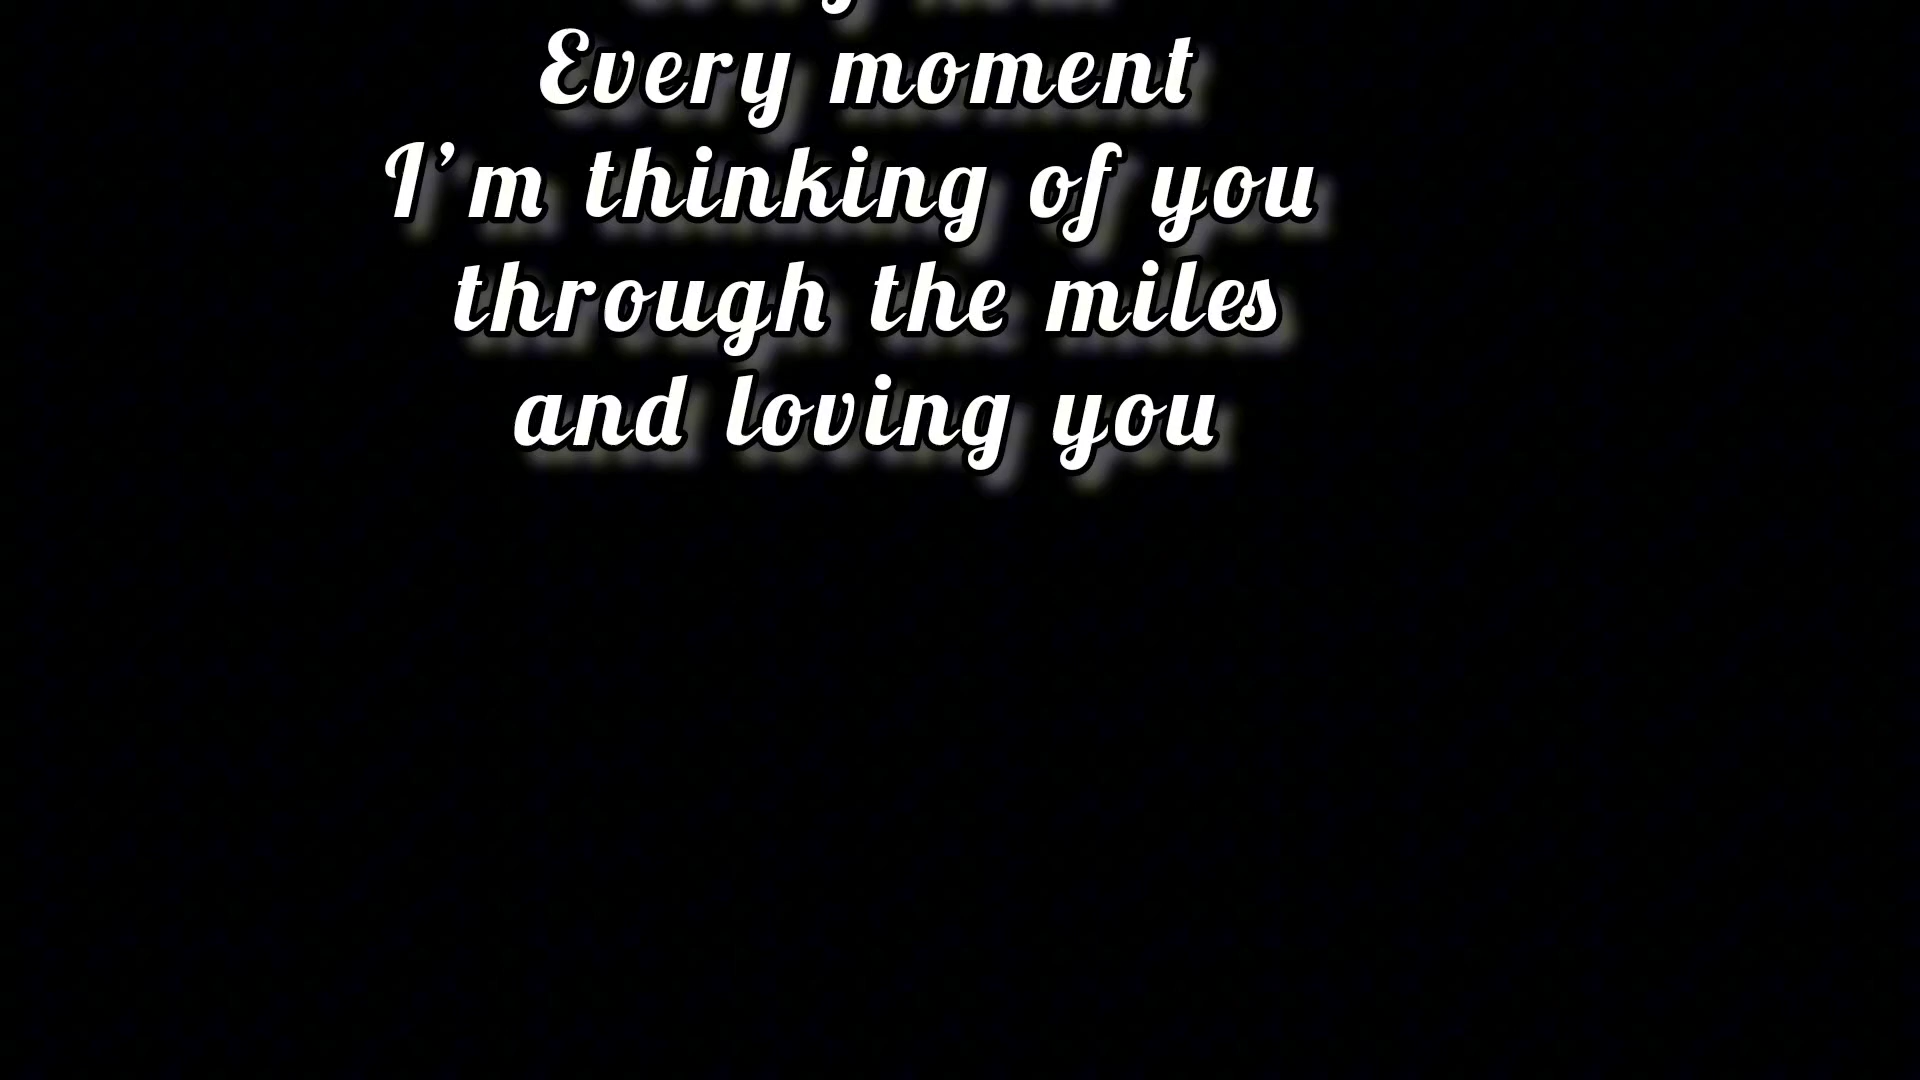 Every moment
I’m thinking of you
through the miles
and loving you